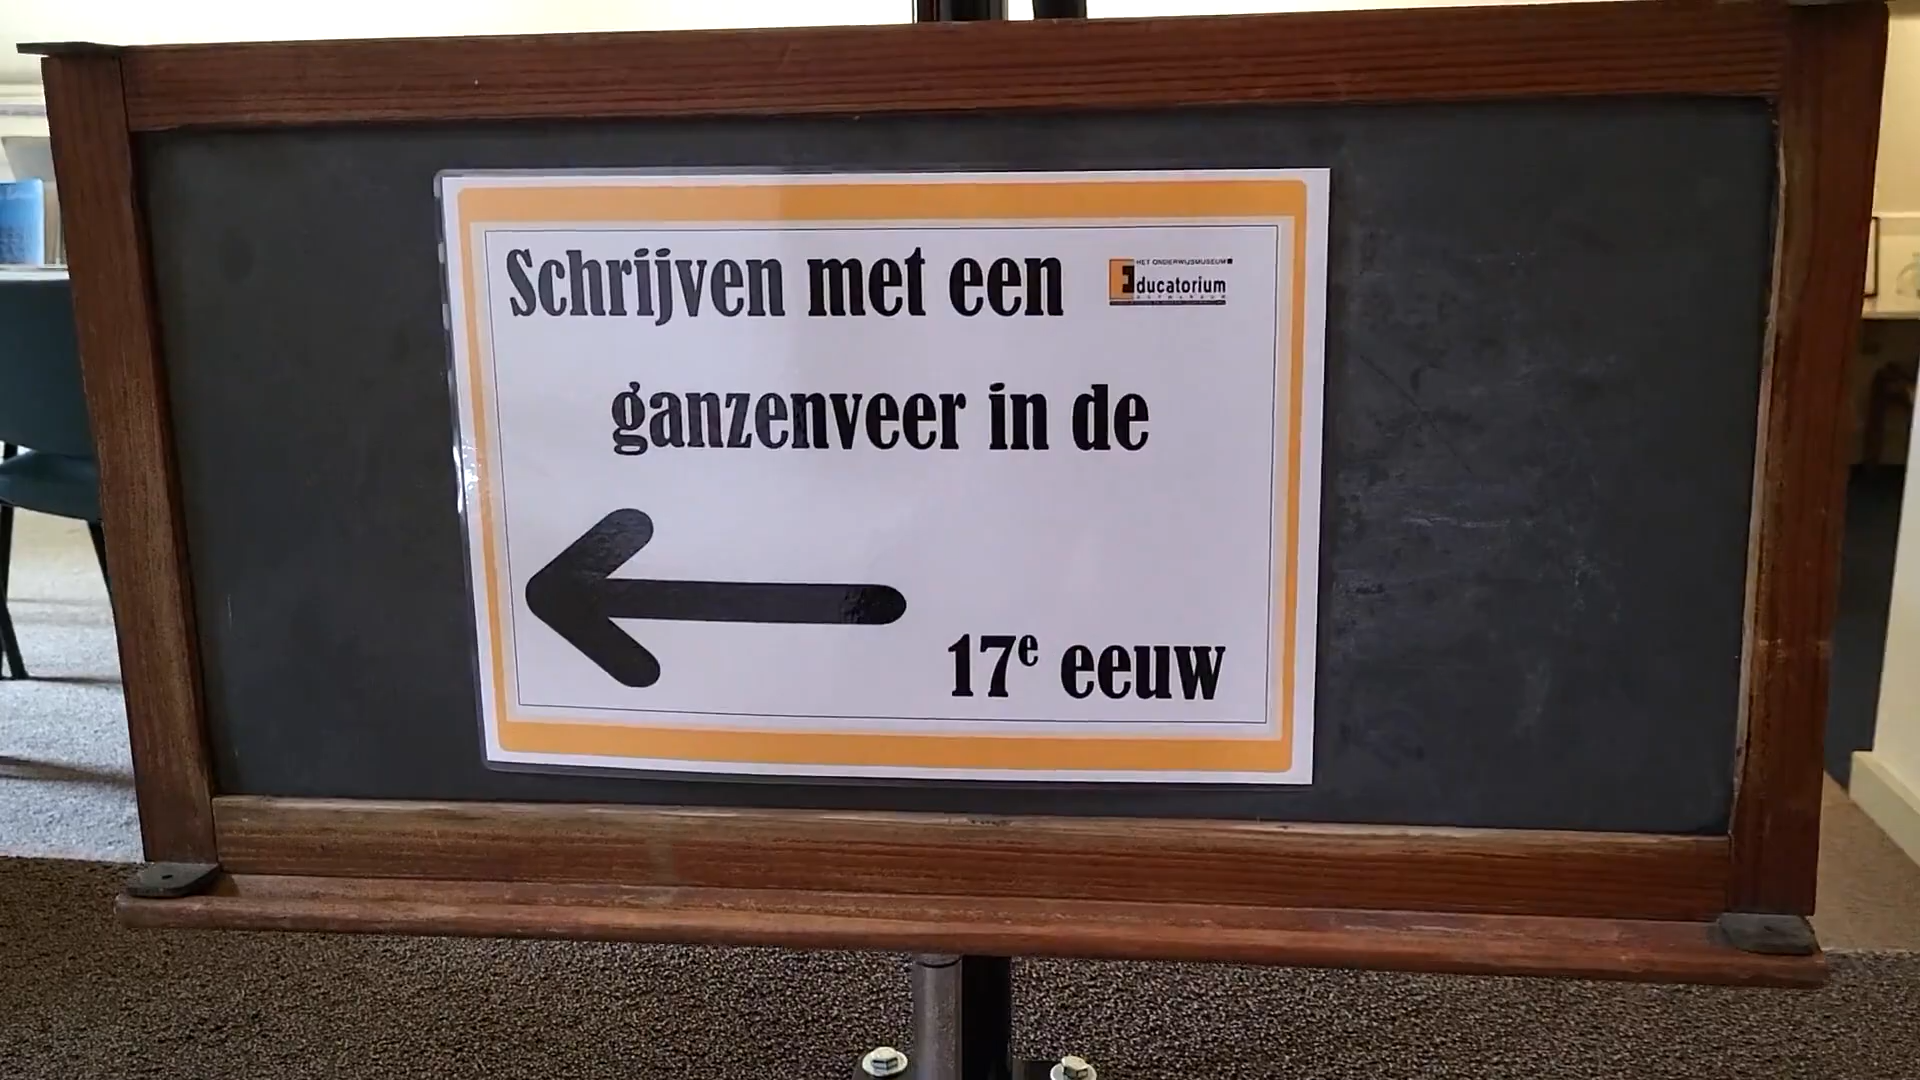 Schrijven met een
HET ONDERWIJSMUSEUM
Educatorium
ganzenveer in de
17e eeuw